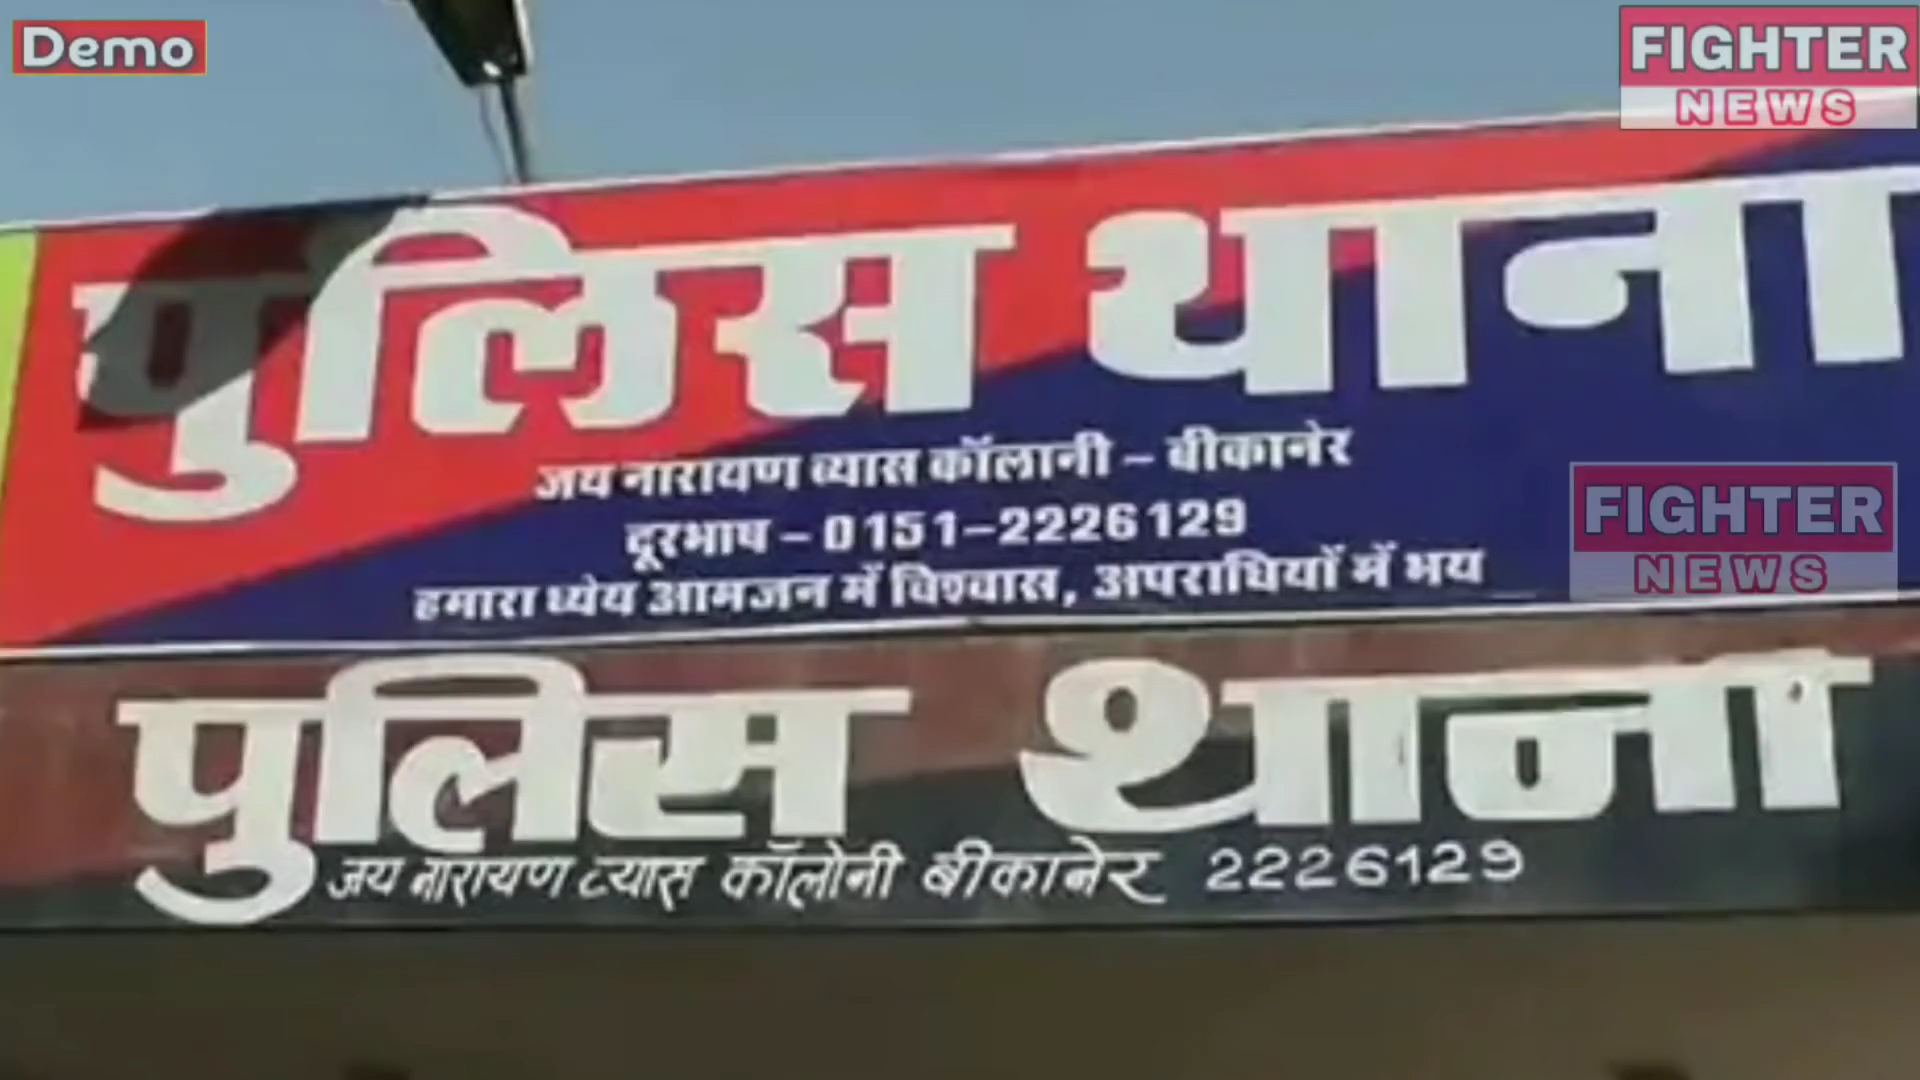 Demo
FIGHTER
NEWS
पुलिस थाना
जय नारायण व्यास कॉलानी - बीकानेर
दूरभाष - 0151-2226129
हमारा ध्येय आमजन में विश्वास, अपराधियों में भय
FIGHTER
NEWS
पुलिस थाना
जय नारायण व्यास कॉलोनी बीकानेर 2226129